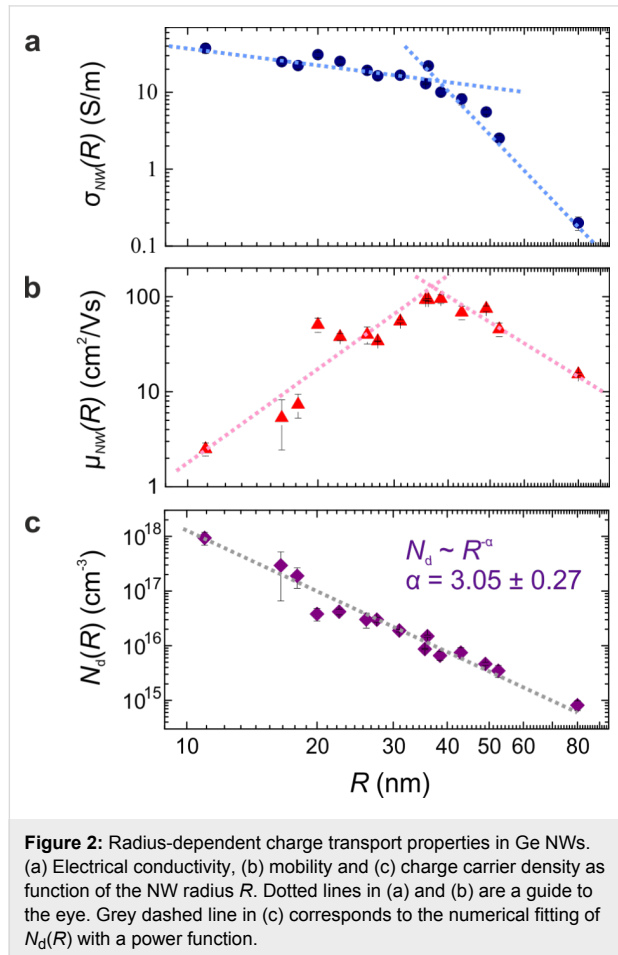 a
σNW(R) (S/m)
10
1
0.1
b
μNW(R) (cm²/Vs)
100
10
1
c
Nd(R) (cm⁻³)
10¹⁸
10¹⁷
10¹⁶
10¹⁵
Nd ~ R^-α
α = 3.05 ± 0.27
10 20 30 40 50 60 80
R (nm)
Figure 2: Radius-dependent charge transport properties in Ge NWs.
(a) Electrical conductivity, (b) mobility and (c) charge carrier density as
function of the NW radius R. Dotted lines in (a) and (b) are a guide to
the eye. Grey dashed line in (c) corresponds to the numerical fitting of
Nd(R) with a power function.